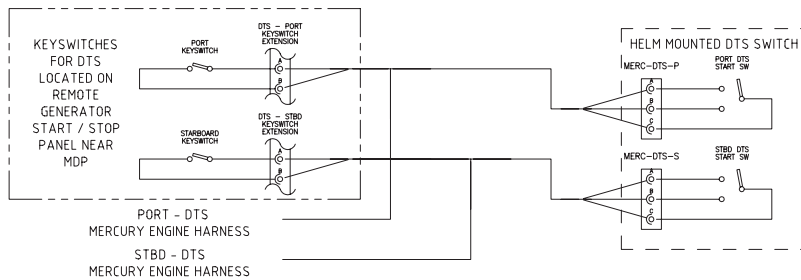 KEYSWITCHES
FOR DTS
LOCATED ON
REMOTE
GENERATOR
START / STOP
PANEL NEAR
MDP
PORT
KEYSWITCH
DTS - PORT
KEYSWITCH
EXTENSION
A
B
STARBOARD
KEYSWITCH
DTS - STBD
KEYSWITCH
EXTENSION
A
B
PORT - DTS
MERCURY ENGINE HARNESS
STBD - DTS
MERCURY ENGINE HARNESS
HELM MOUNTED DTS SWITCH
MERC-DTS-P
PORT DTS
START SW
A
B
C
MERC-DTS-S
STBD DTS
START SW
A
B
C